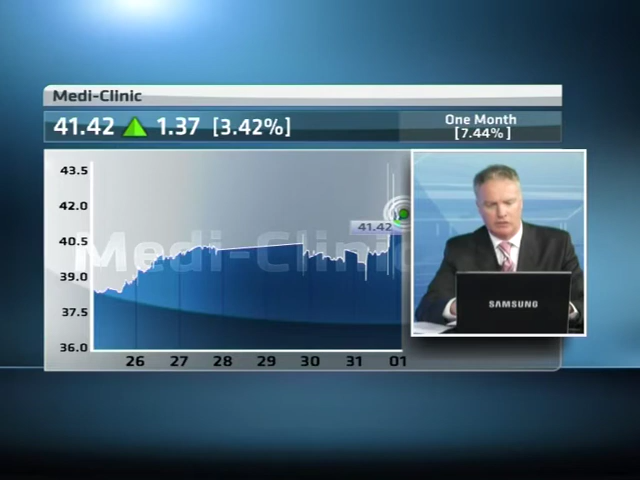 Medi-Clinic
41.42 1.37 [3.42%]
One Month
[7.44%]
43.5
42.0
40.5
39.0
37.5
36.0
Medi-Clinic
41.42
26 27 28 29 30 31 01
SAMSUNG